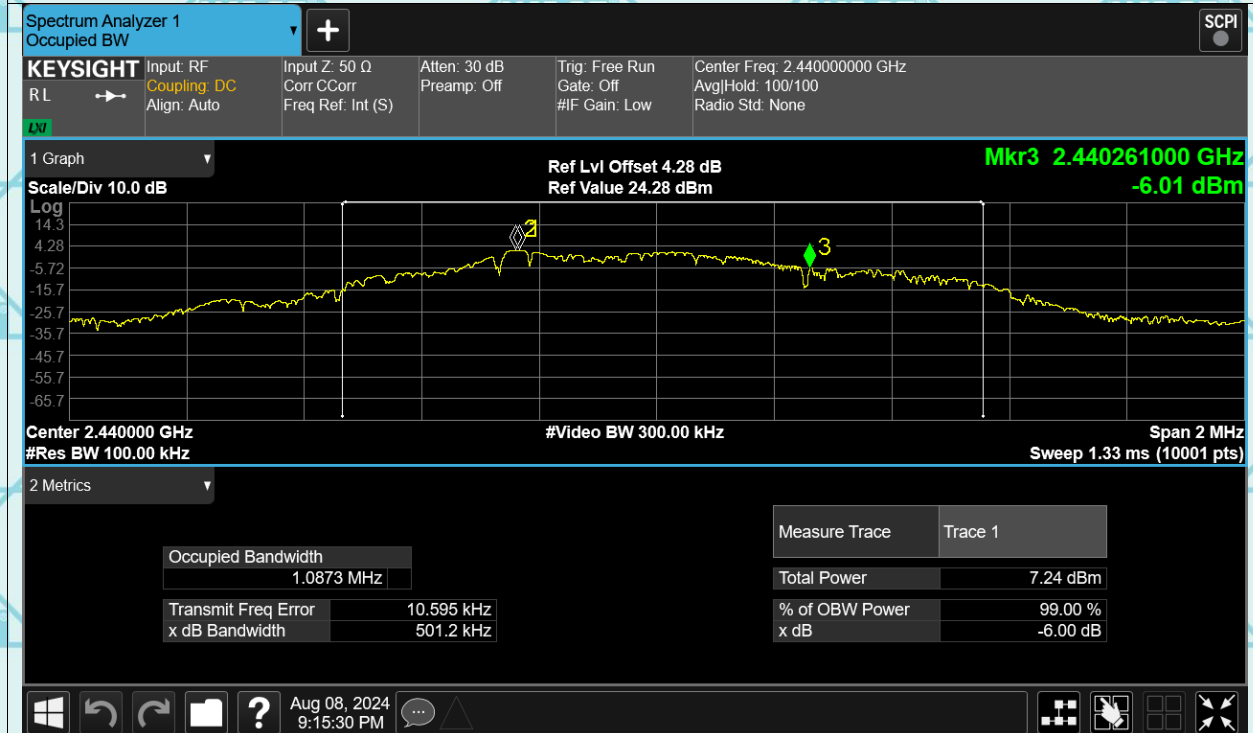 Spectrum Analyzer 1
Occupied BW
SCPI
KEYSIGHT
RL
LXI
Input: RF
Coupling: DC
Align: Auto
Input Z: 50 Ω
Corr CCorr
Freq Ref: Int (S)
Atten: 30 dB
Preamp: Off
Trig: Free Run
Gate: Off
#IF Gain: Low
Center Freq: 2.440000000 GHz
Avg|Hold: 100/100
Radio Std: None
1 Graph
Scale/Div 10.0 dB
Ref Lvl Offset 4.28 dB
Ref Value 24.28 dBm
Mkr3 2.440261000 GHz
-6.01 dBm
Log
14.3
4.28
-5.72
-15.7
-25.7
-35.7
-45.7
-55.7
-65.7
3
Center 2.440000 GHz
#Res BW 100.00 kHz
#Video BW 300.00 kHz
Span 2 MHz
Sweep 1.33 ms (10001 pts)
2 Metrics
Occupied Bandwidth
1.0873 MHz
Transmit Freq Error 10.595 kHz
x dB Bandwidth 501.2 kHz
Measure Trace Trace 1
Total Power 7.24 dBm
% of OBW Power 99.00 %
x dB -6.00 dB
?
Aug 08, 2024
9:15:30 PM